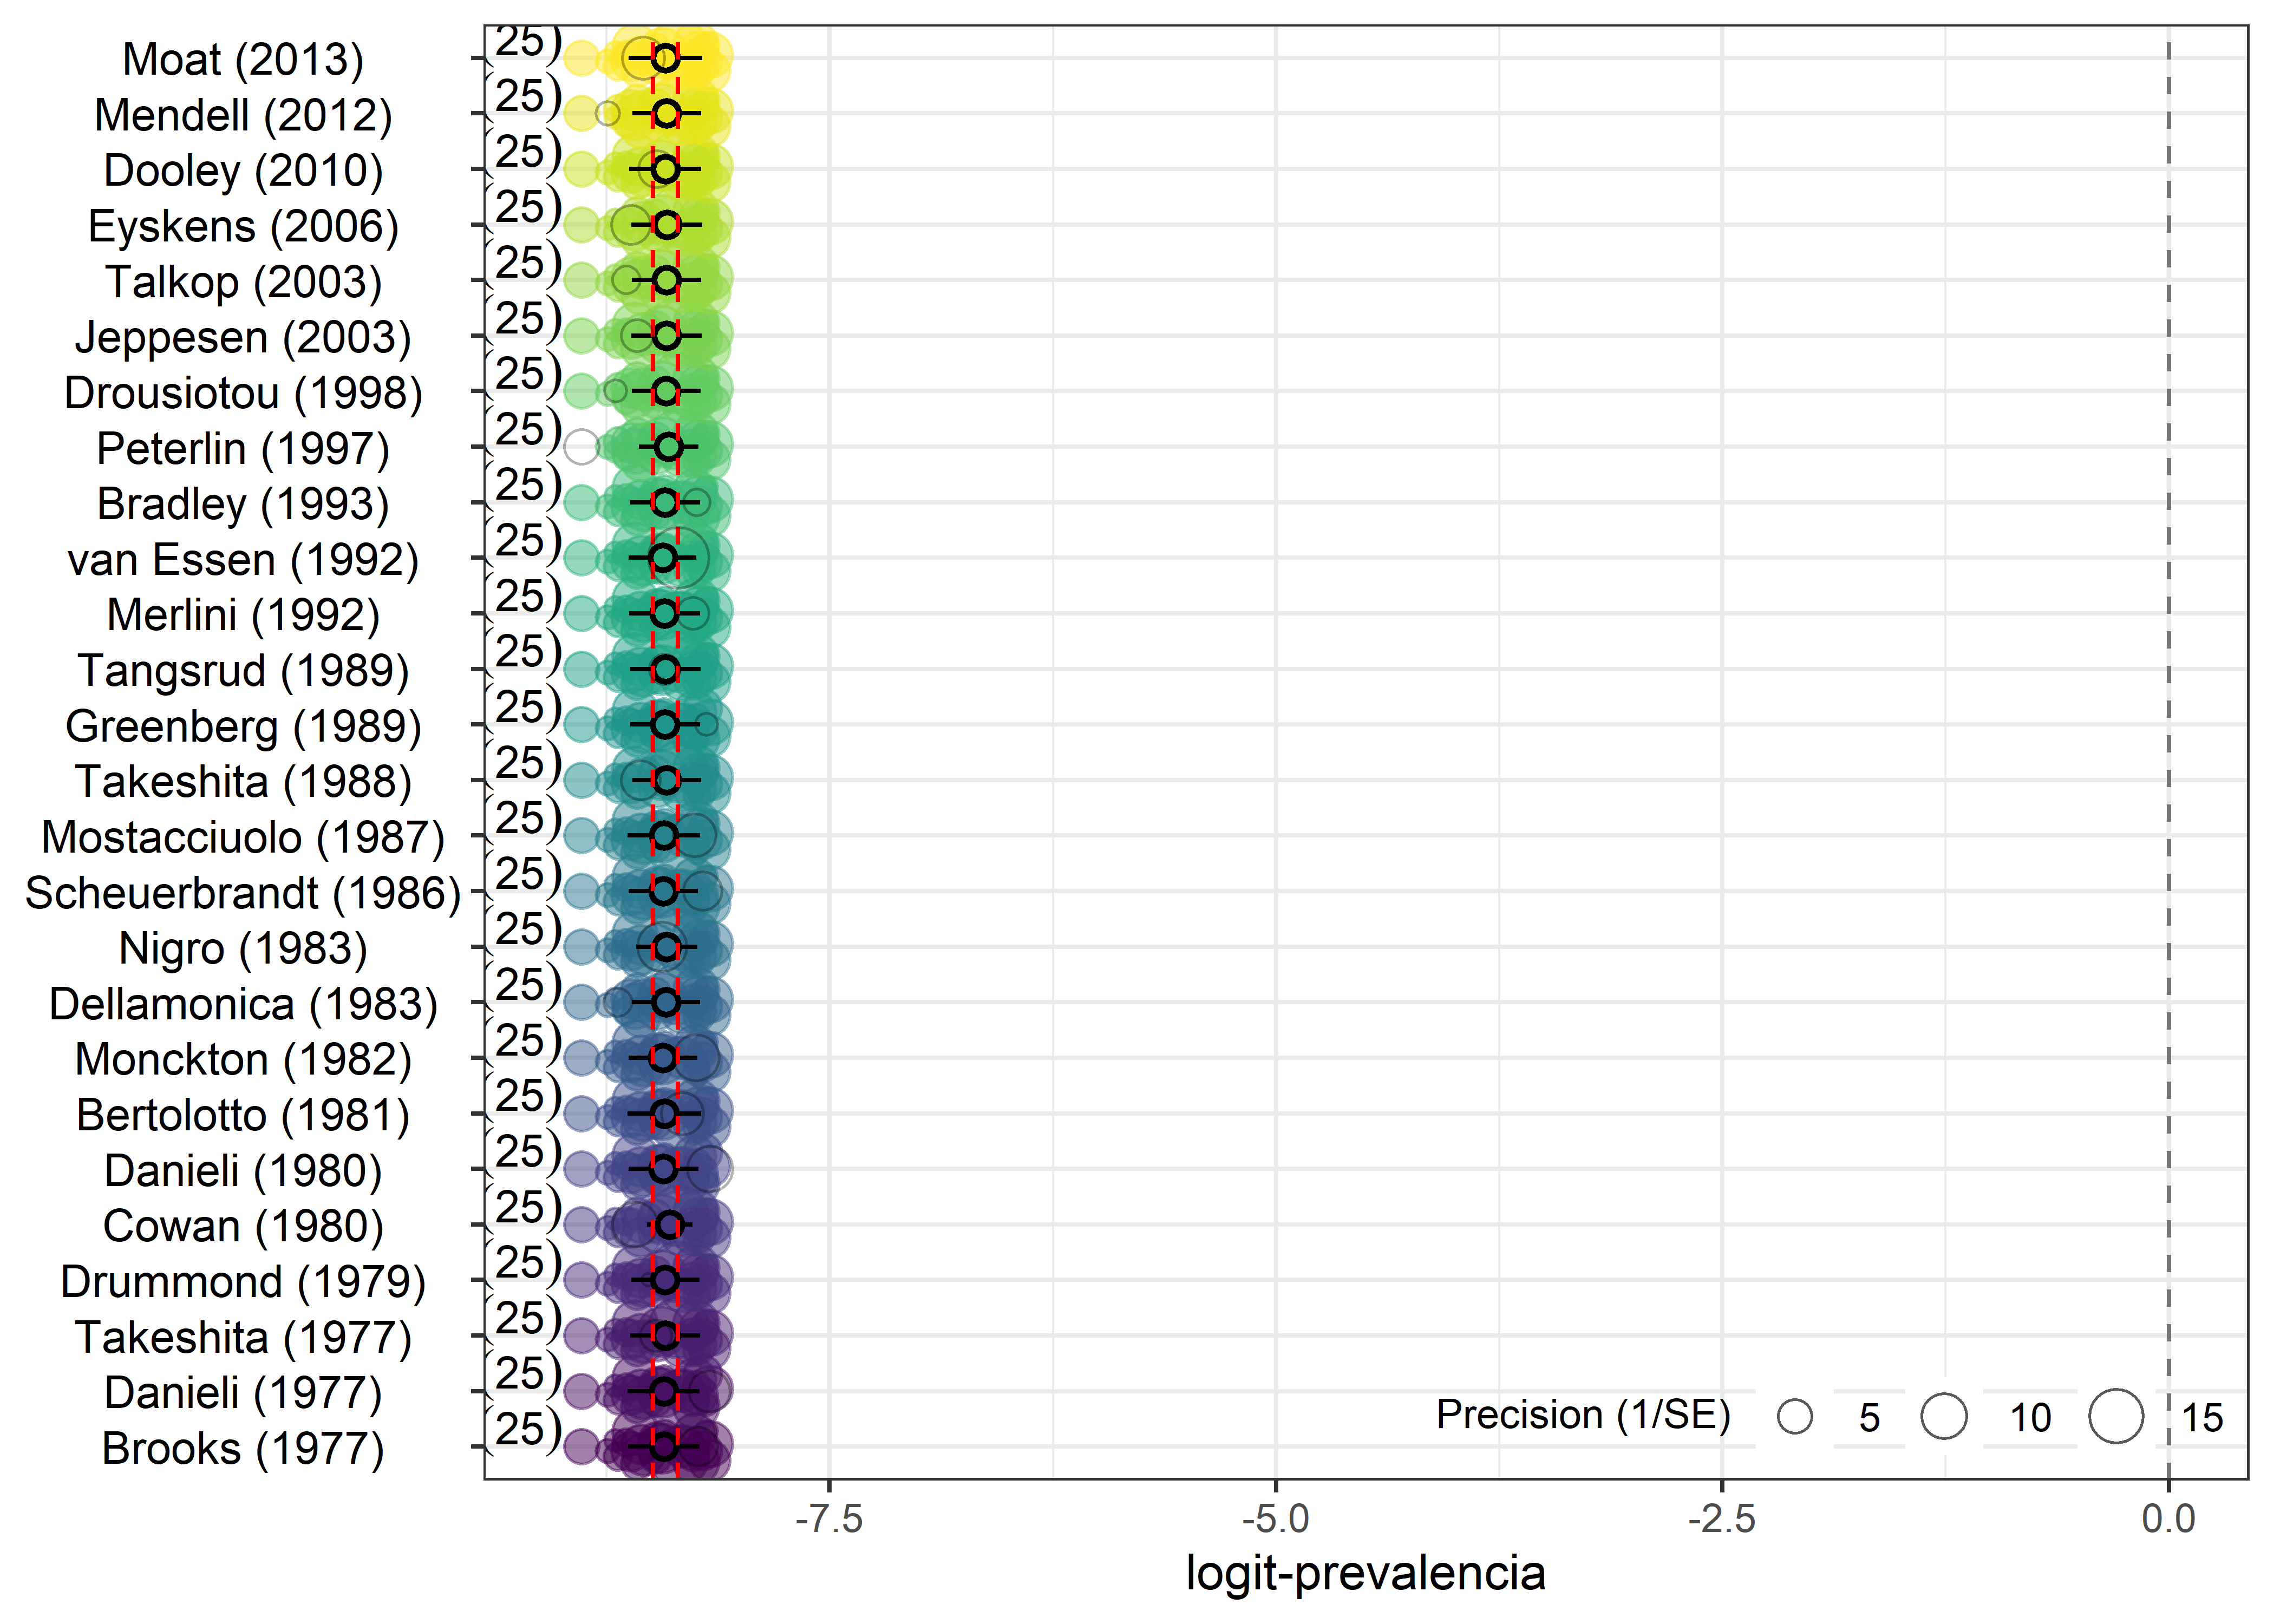 Moat (2013) 25)
Mendell (2012) 25)
Dooley (2010) 25)
Eyskens (2006) 25)
Talkop (2003) 25)
Jeppesen (2003) 25)
Drousiotou (1998) 25)
Peterlin (1997) 25)
Bradley (1993) 25)
van Essen (1992) 25)
Merlini (1992) 25)
Tangsrud (1989) 25)
Greenberg (1989) 25)
Takeshita (1988) 25)
Mostacciuolo (1987) 25)
Scheuerbrandt (1986) 25)
Nigro (1983) 25)
Dellamonica (1983) 25)
Monckton (1982) 25)
Bertolotto (1981) 25)
Danieli (1980) 25)
Cowan (1980) 25)
Drummond (1979) 25)
Takeshita (1977) 25)
Danieli (1977) 25)
Brooks (1977) 25)
Precision (1/SE) 5 10 15
-7.5 -5.0 -2.5 0.0
logit-prevalencia